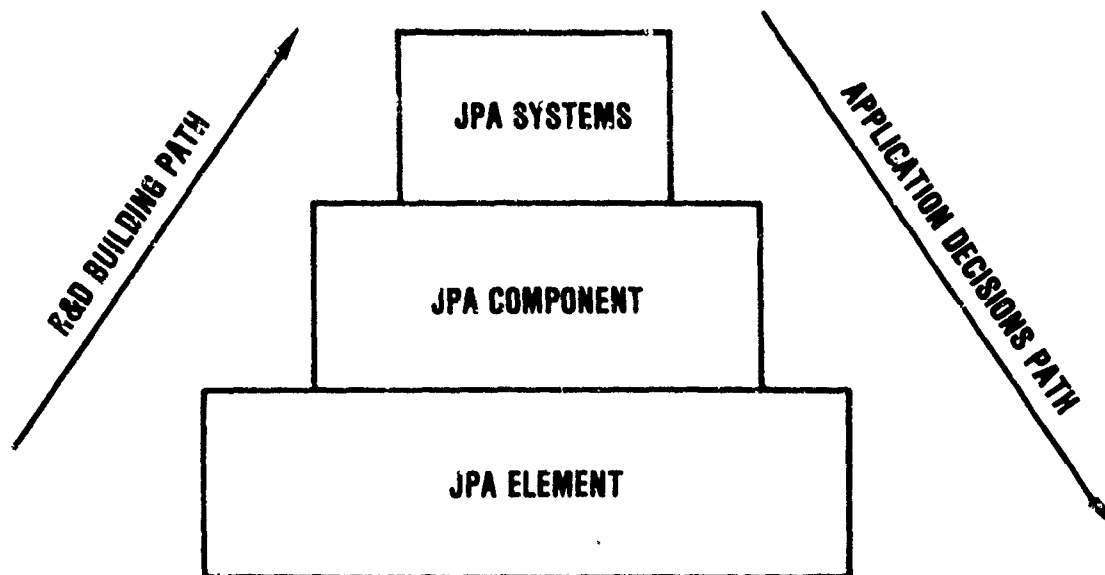 R&D BUILDING PATH
JPA SYSTEMS
APPLICATION DECISIONS PATH
JPA COMPONENT
JPA ELEMENT